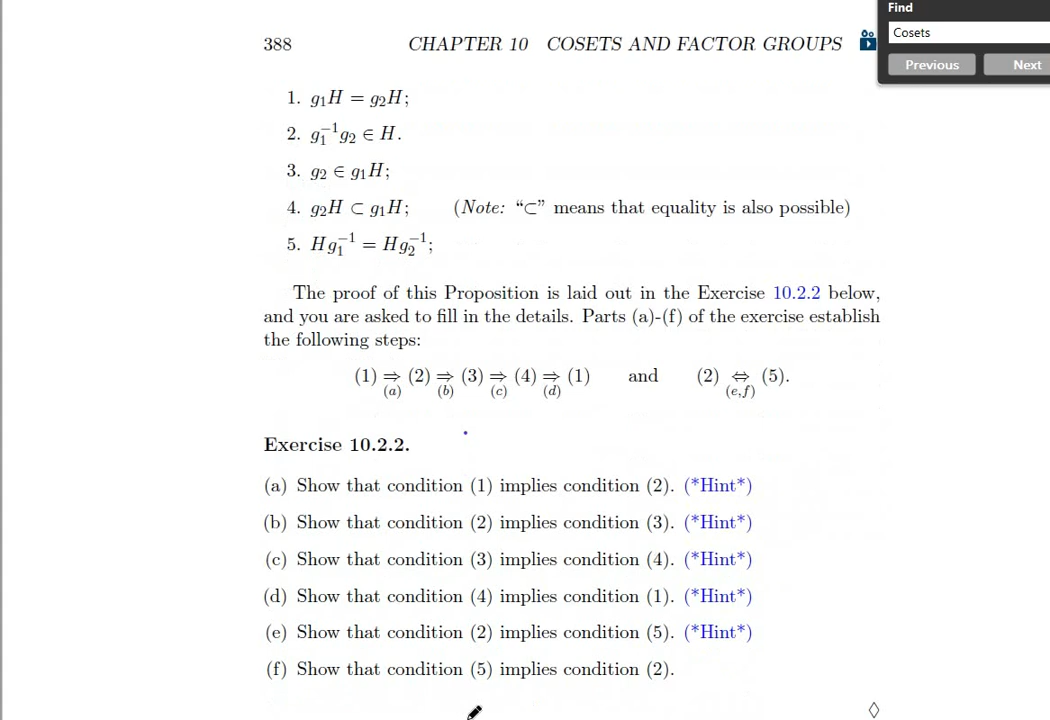 Find
Cosets
Previous Next
388 CHAPTER 10 COSETS AND FACTOR GROUPS
1. g₁H = g₂H;
2. g₁⁻¹g₂ ∈ H.
3. g₂ ∈ g₁H;
4. g₂H ⊂ g₁H; (Note: “⊂” means that equality is also possible)
5. Hg₁⁻¹ = Hg₂⁻¹;
The proof of this Proposition is laid out in the Exercise 10.2.2 below,
and you are asked to fill in the details. Parts (a)-(f) of the exercise establish
the following steps:
(1) ⇒ (2) ⇒ (3) ⇒ (4) ⇒ (1) and (2) ⇔ (5).
(a) (b) (c) (d) (e,f)
Exercise 10.2.2.
(a) Show that condition (1) implies condition (2). (*Hint*)
(b) Show that condition (2) implies condition (3). (*Hint*)
(c) Show that condition (3) implies condition (4). (*Hint*)
(d) Show that condition (4) implies condition (1). (*Hint*)
(e) Show that condition (2) implies condition (5). (*Hint*)
(f) Show that condition (5) implies condition (2).
◊